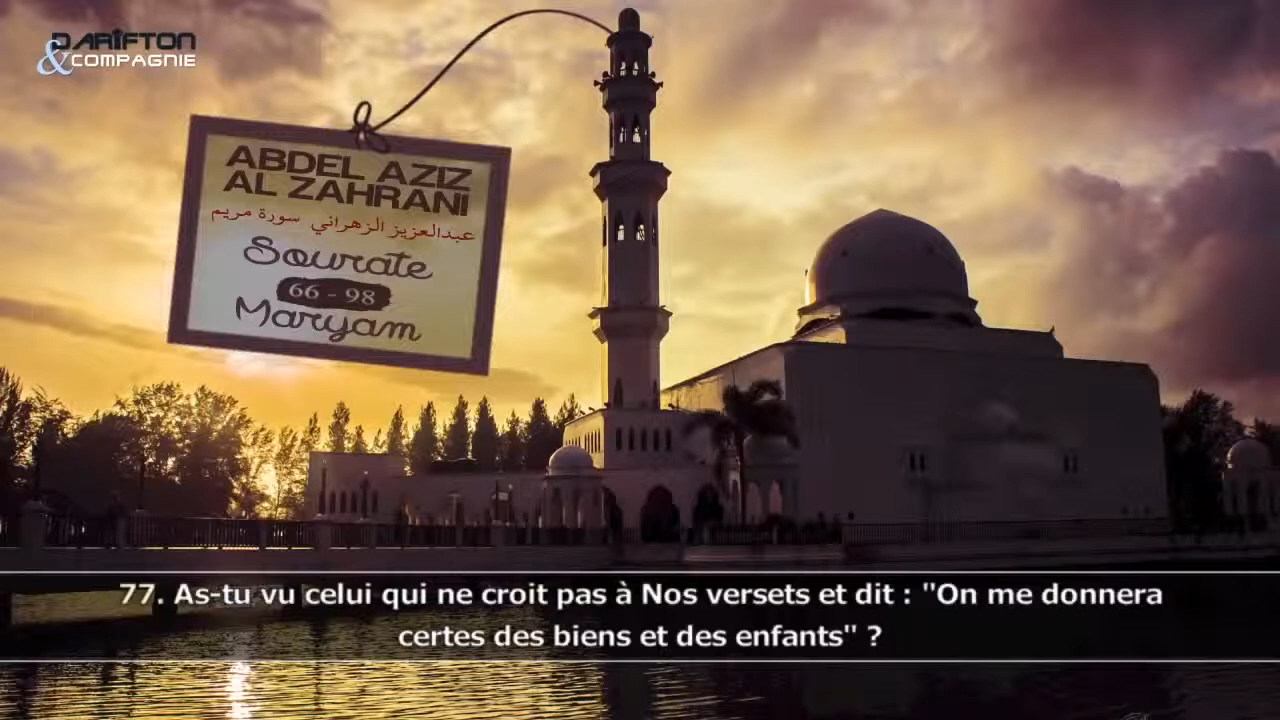 DARIFTON
&COMPAGNIE
ABDEL AZIZ
AL ZAHRANI
عبدالعزيز الزهراني سورة مريم
Sourate
66 - 98
Maryam
77. As-tu vu celui qui ne croit pas à Nos versets et dit : "On me donnera
certes des biens et des enfants" ?